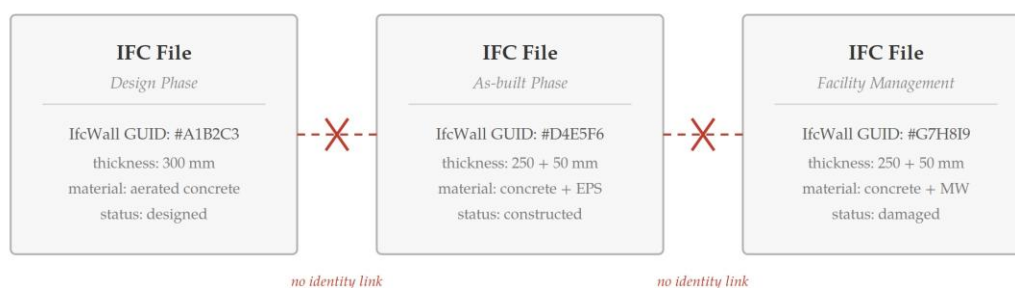 IFC File
Design Phase
IfcWall GUID: #A1B2C3
thickness: 300 mm
material: aerated concrete
status: designed
IFC File
As-built Phase
IfcWall GUID: #D4E5F6
thickness: 250 + 50 mm
material: concrete + EPS
status: constructed
IFC File
Facility Management
IfcWall GUID: #G7H8I9
thickness: 250 + 50 mm
material: concrete + MW
status: damaged
no identity link
no identity link